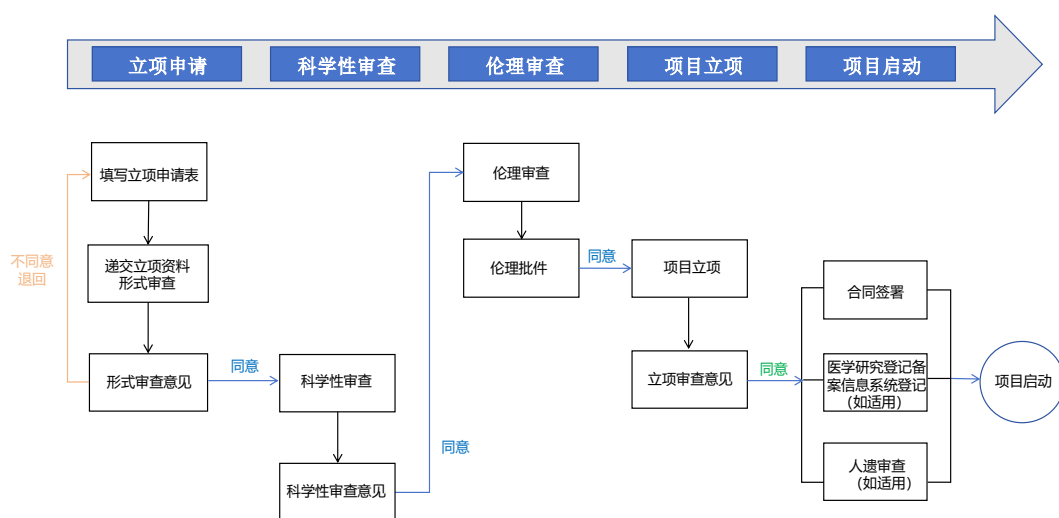 立项申请
科学性审查
伦理审查
项目立项
项目启动
填写立项申请表
不同意
退回
递交立项资料
形式审查
形式审查意见
同意
科学性审查
科学性审查意见
同意
伦理审查
伦理批件
同意
项目立项
立项审查意见
同意
合同签署
医学研究登记备
案信息系统登记
（如适用）
人遗审查
（如适用）
项目启动